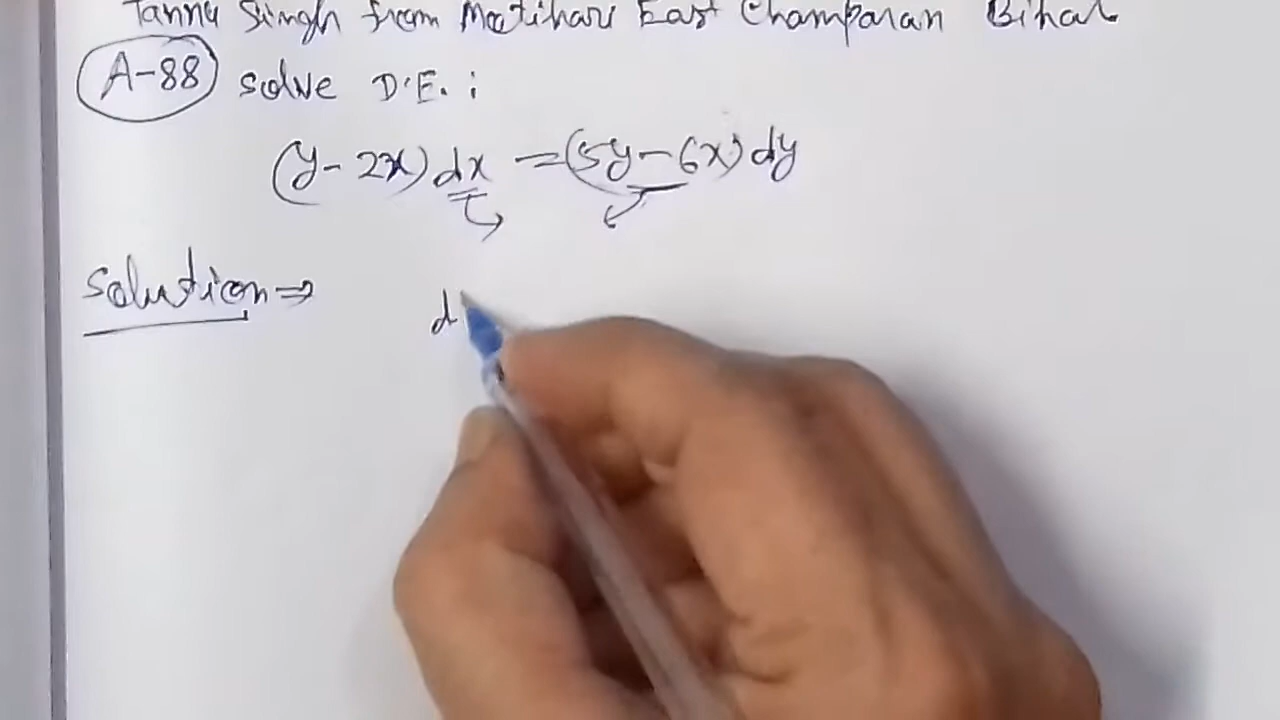 Tannu Singh from Motihari East Champaran Bihar
A-88 solve D.E. :
(y-2x)dx =(5y-6x)dy
Solution⇒ d